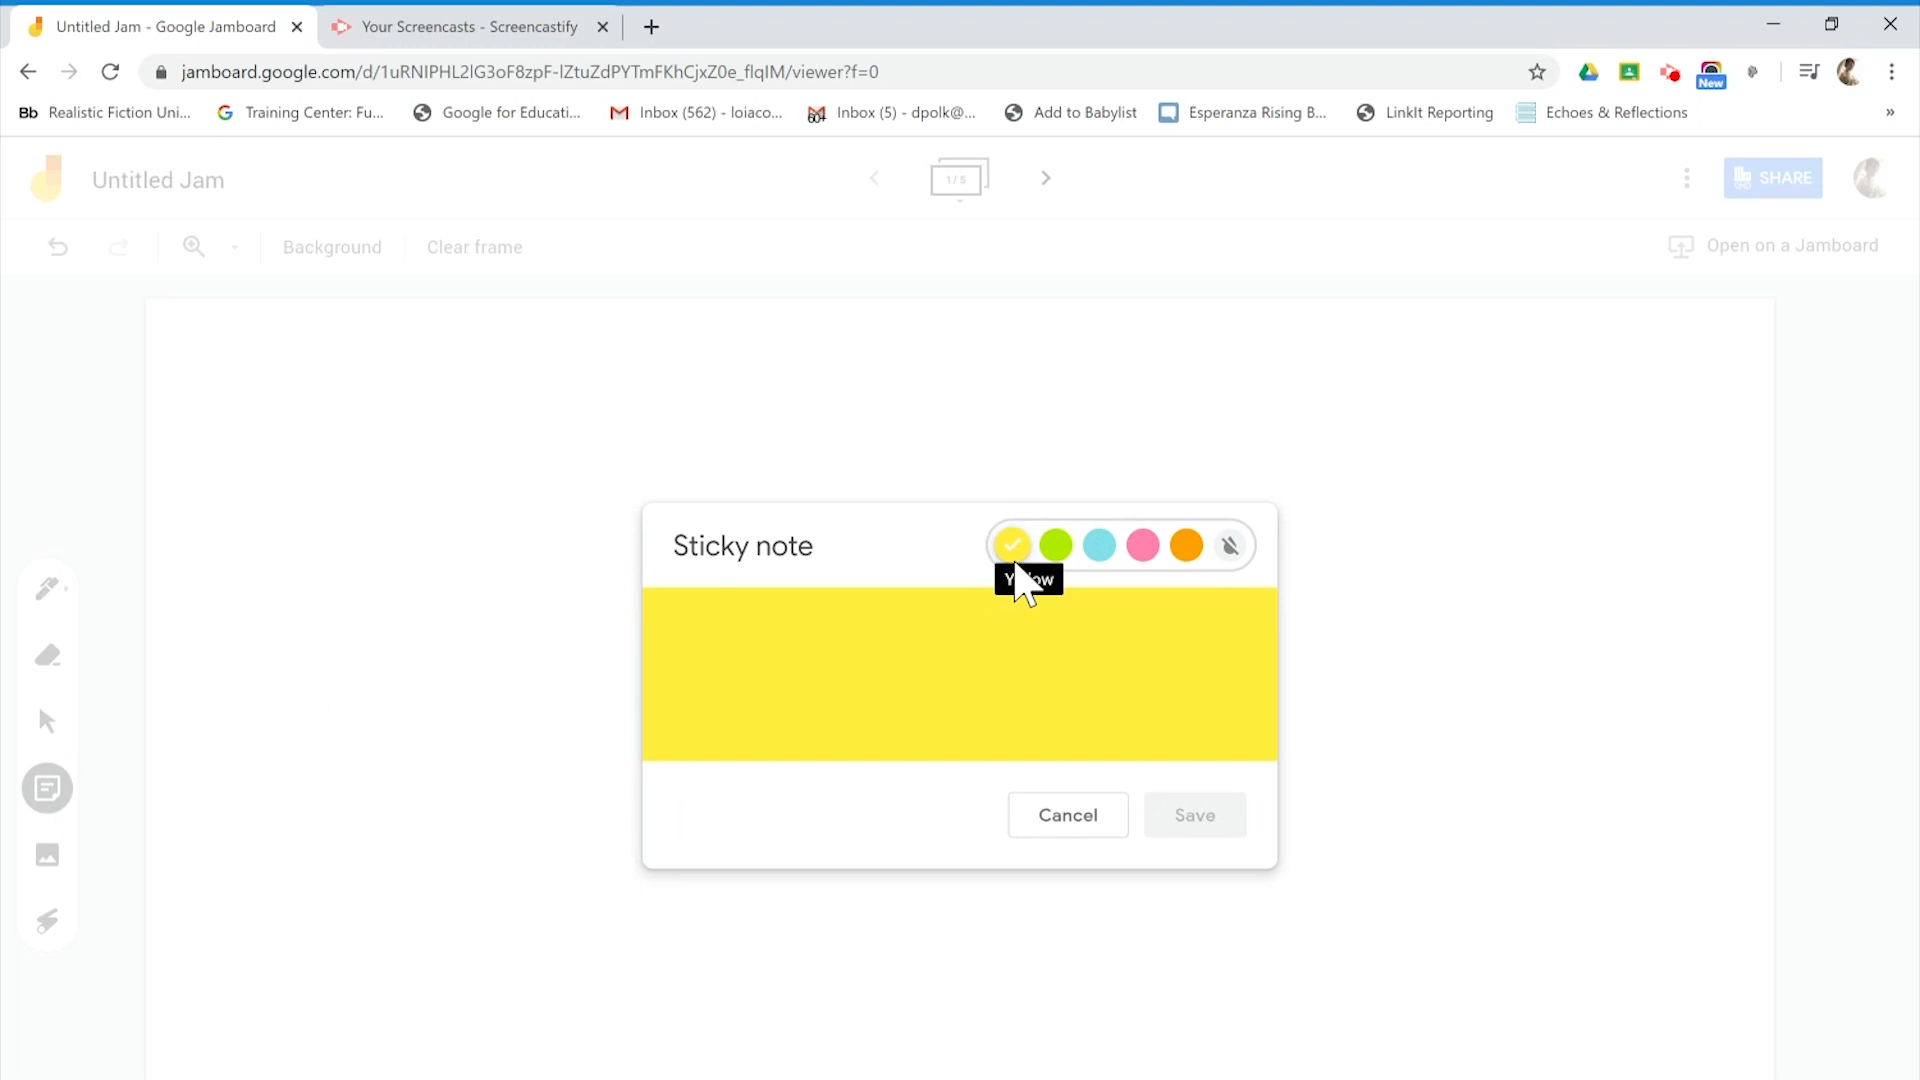 Untitled Jam - Google Jamboard
Your Screencasts - Screencastify
jamboard.google.com/d/1uRNIPHL2lG3oF8zpF-lZtuZdPYTmFKhCjxZ0e_flqIM/viewer?f=0
New
Bb Realistic Fiction Uni...
Training Center: Fu...
Google for Educati...
Inbox (562) - loiaco...
604
Inbox (5) - dpolk@...
Add to Babylist
Esperanza Rising B...
LinkIt Reporting
Echoes & Reflections
»
Untitled Jam
1 / 5
SHARE
Background
Clear frame
Open on a Jamboard
Sticky note
Cancel
Save